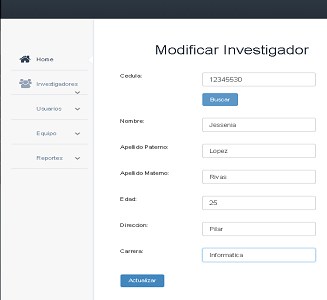 Modificar Investigador
Home
Investigadores
Usuarios
Equipo
Reportes
Cedula:
12345530
Buscar
Nombre:
Jessenia
Apellido Paterno:
Lopez
Apellido Materno:
Rivas
Edad:
25
Direccion:
Pilar
Carrera:
Informatica
Actualizar